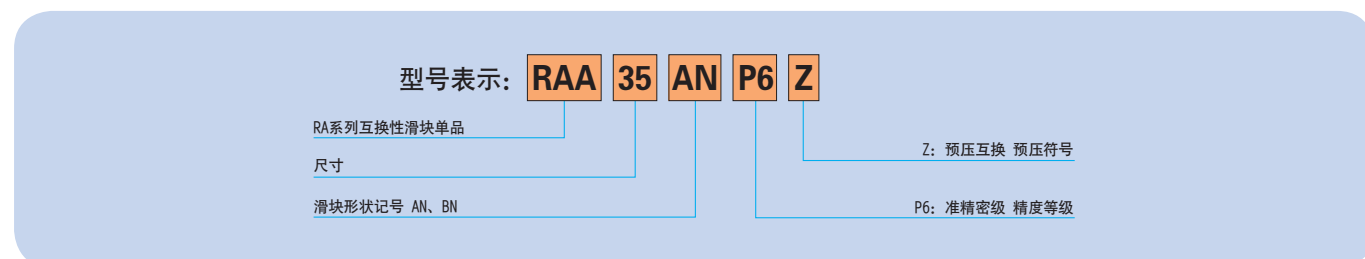 型号表示: RAA 35 AN P6 Z
RA系列互换性滑块单品
Z: 预压互换 预压符号
尺寸
滑块形状记号 AN、BN
P6: 准精密级 精度等级